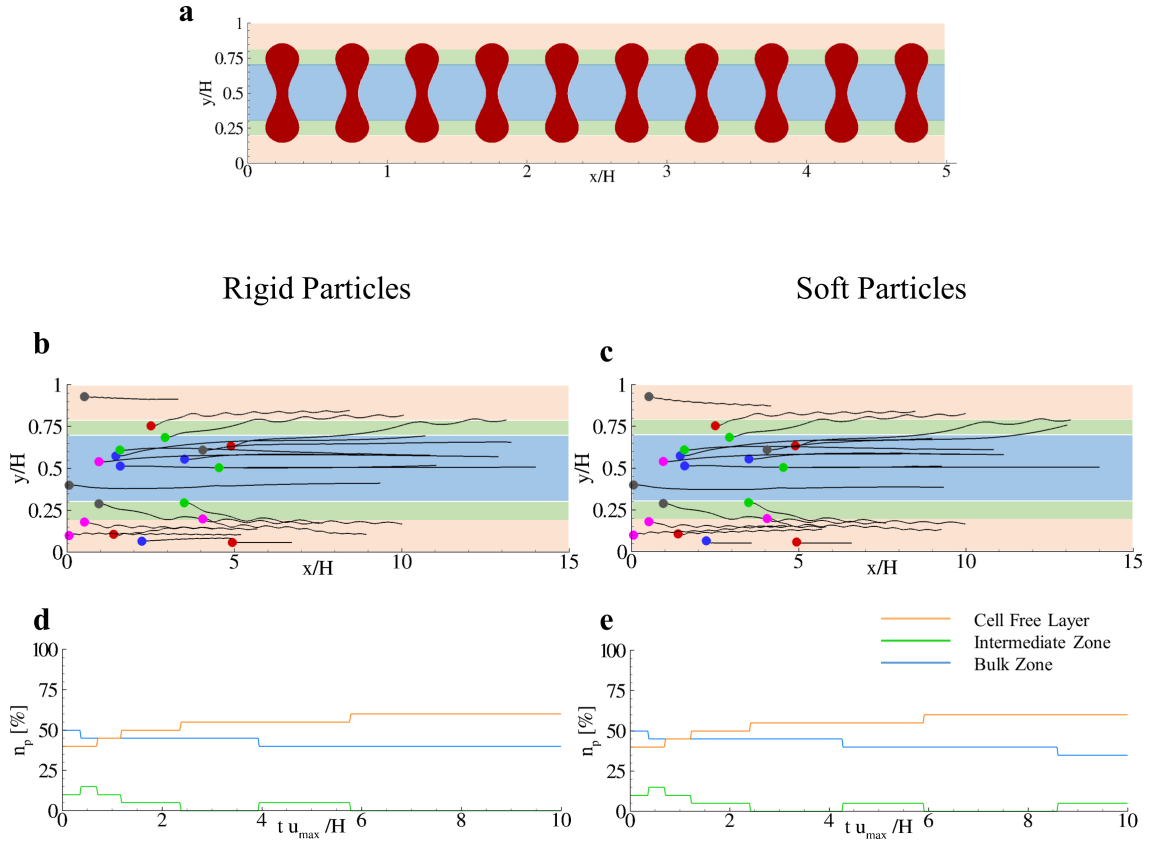 a
1
0.75
y/H
0.5
0.25
0
0 1 2 3 4 5
x/H
Rigid Particles
Soft Particles
b
1
0.75
y/H
0.5
0.25
0
0 5 10 15
x/H
c
1
0.75
y/H
0.5
0.25
0
0 5 10 15
x/H
d
100
75
n_p [%]
50
25
0
0 2 4 6 8 10
t u_max /H
e
Cell Free Layer
Intermediate Zone
Bulk Zone
100
75
n_p [%]
50
25
0
0 2 4 6 8 10
t u_max /H